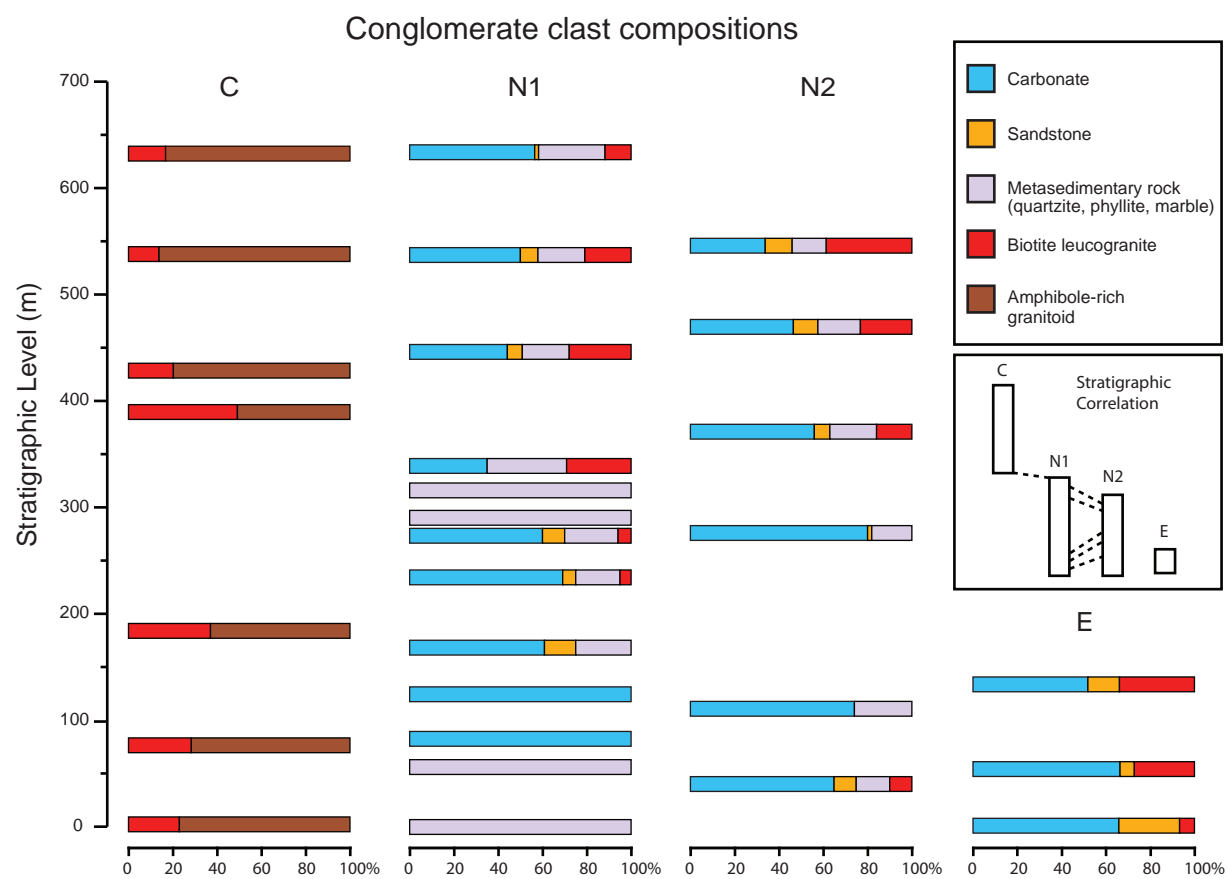 Conglomerate clast compositions
C
N1
N2
Stratigraphic Level (m)
700
600
500
400
300
200
100
0
0 20 40 60 80 100%
0 20 40 60 80 100%
0 20 40 60 80 100%
Carbonate
Sandstone
Metasedimentary rock
(quartzite, phyllite, marble)
Biotite leucogranite
Amphibole-rich
granitoid
Stratigraphic
Correlation
C
N1
N2
E
E
0 20 40 60 80 100%